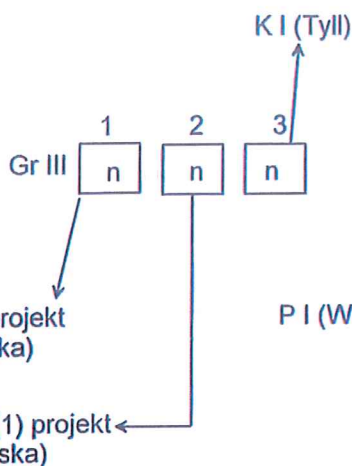 K I (Tyll)
1 2 3
Gr III n n n
rojekt
ska)
P I (W
1) projekt
ska)